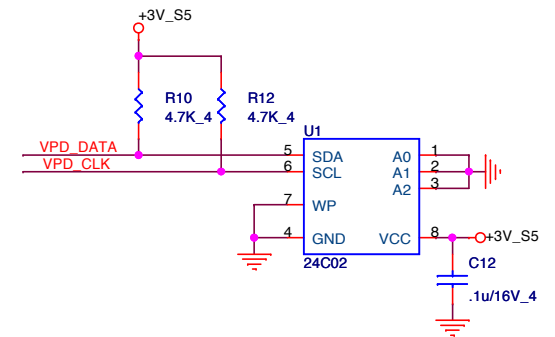 +3V_S5
R10
4.7K_4
R12
4.7K_4
U1
VPD_DATA
VPD_CLK
5
6
7
4
SDA
SCL
WP
GND
A0
A1
A2
VCC
1
2
3
8
24C02
+3V_S5
C12
.1u/16V_4